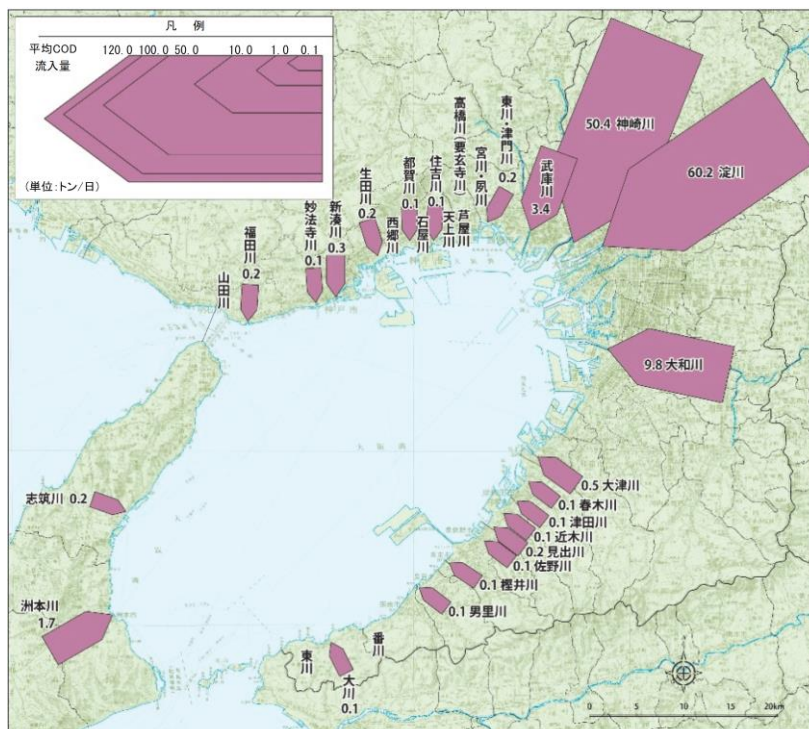 凡 例
平均COD
流入量
120.0 100.0 50.0 10.0 1.0 0.1
(単位:トン/日)
山田川
福田川
0.2
妙法寺川
0.1
新湊川
0.3
生田川
0.2
西郷川
都賀川
0.1
石屋川
住吉川
0.1
天上川
高橋川(要玄寺川)
芦屋川
宮川・夙川
東川・津門川
0.2
武庫川
3.4
50.4 神崎川
60.2 淀川
9.8 大和川
0.5 大津川
0.1 春木川
0.1 津田川
0.1 近木川
0.2 見出川
0.1 佐野川
0.1 樫井川
0.1 男里川
番川
大川
0.1
東川
志筑川 0.2
洲本川
1.7
0 5 10 15 20km